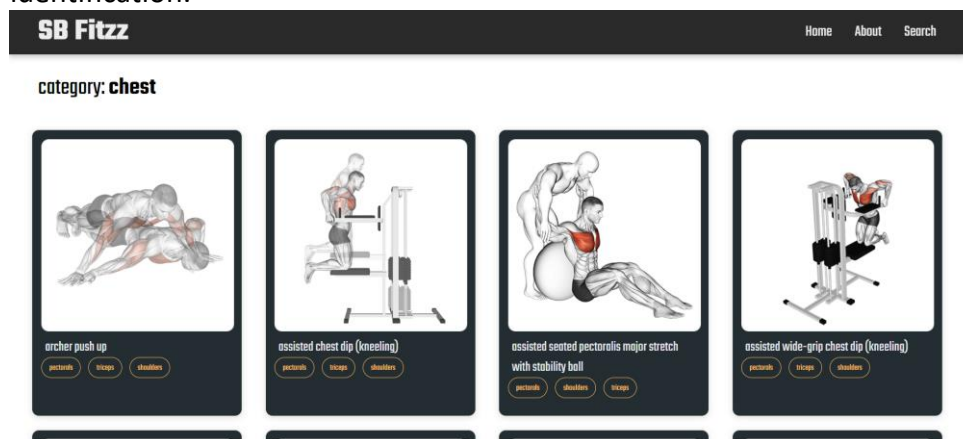 identification.
SB Fitzz
Home About Search
category: chest
archer push up
pectorals triceps shoulders
assisted chest dip (kneeling)
pectorals triceps shoulders
assisted seated pectoralis major stretch
with stability ball
pectorals shoulders triceps
assisted wide-grip chest dip (kneeling)
pectorals triceps shoulders